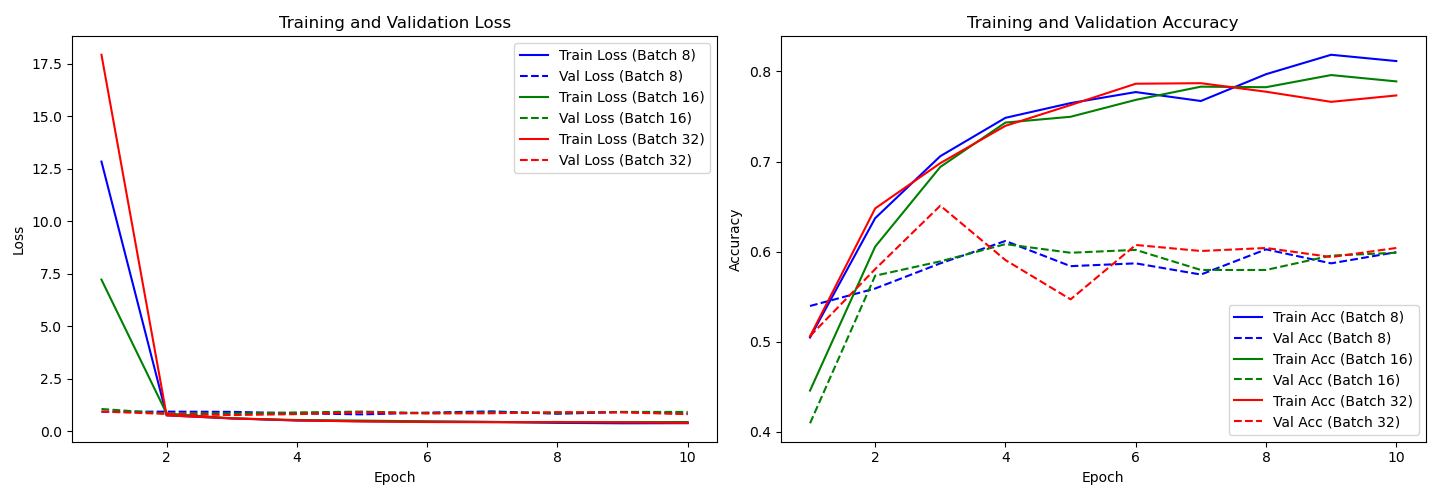 Training and Validation Loss
Loss
17.5
15.0
12.5
10.0
7.5
5.0
2.5
0.0
2 4 6 8 10
Epoch
Train Loss (Batch 8)
Val Loss (Batch 8)
Train Loss (Batch 16)
Val Loss (Batch 16)
Train Loss (Batch 32)
Val Loss (Batch 32)
Training and Validation Accuracy
Accuracy
0.8
0.7
0.6
0.5
0.4
2 4 6 8 10
Epoch
Train Acc (Batch 8)
Val Acc (Batch 8)
Train Acc (Batch 16)
Val Acc (Batch 16)
Train Acc (Batch 32)
Val Acc (Batch 32)